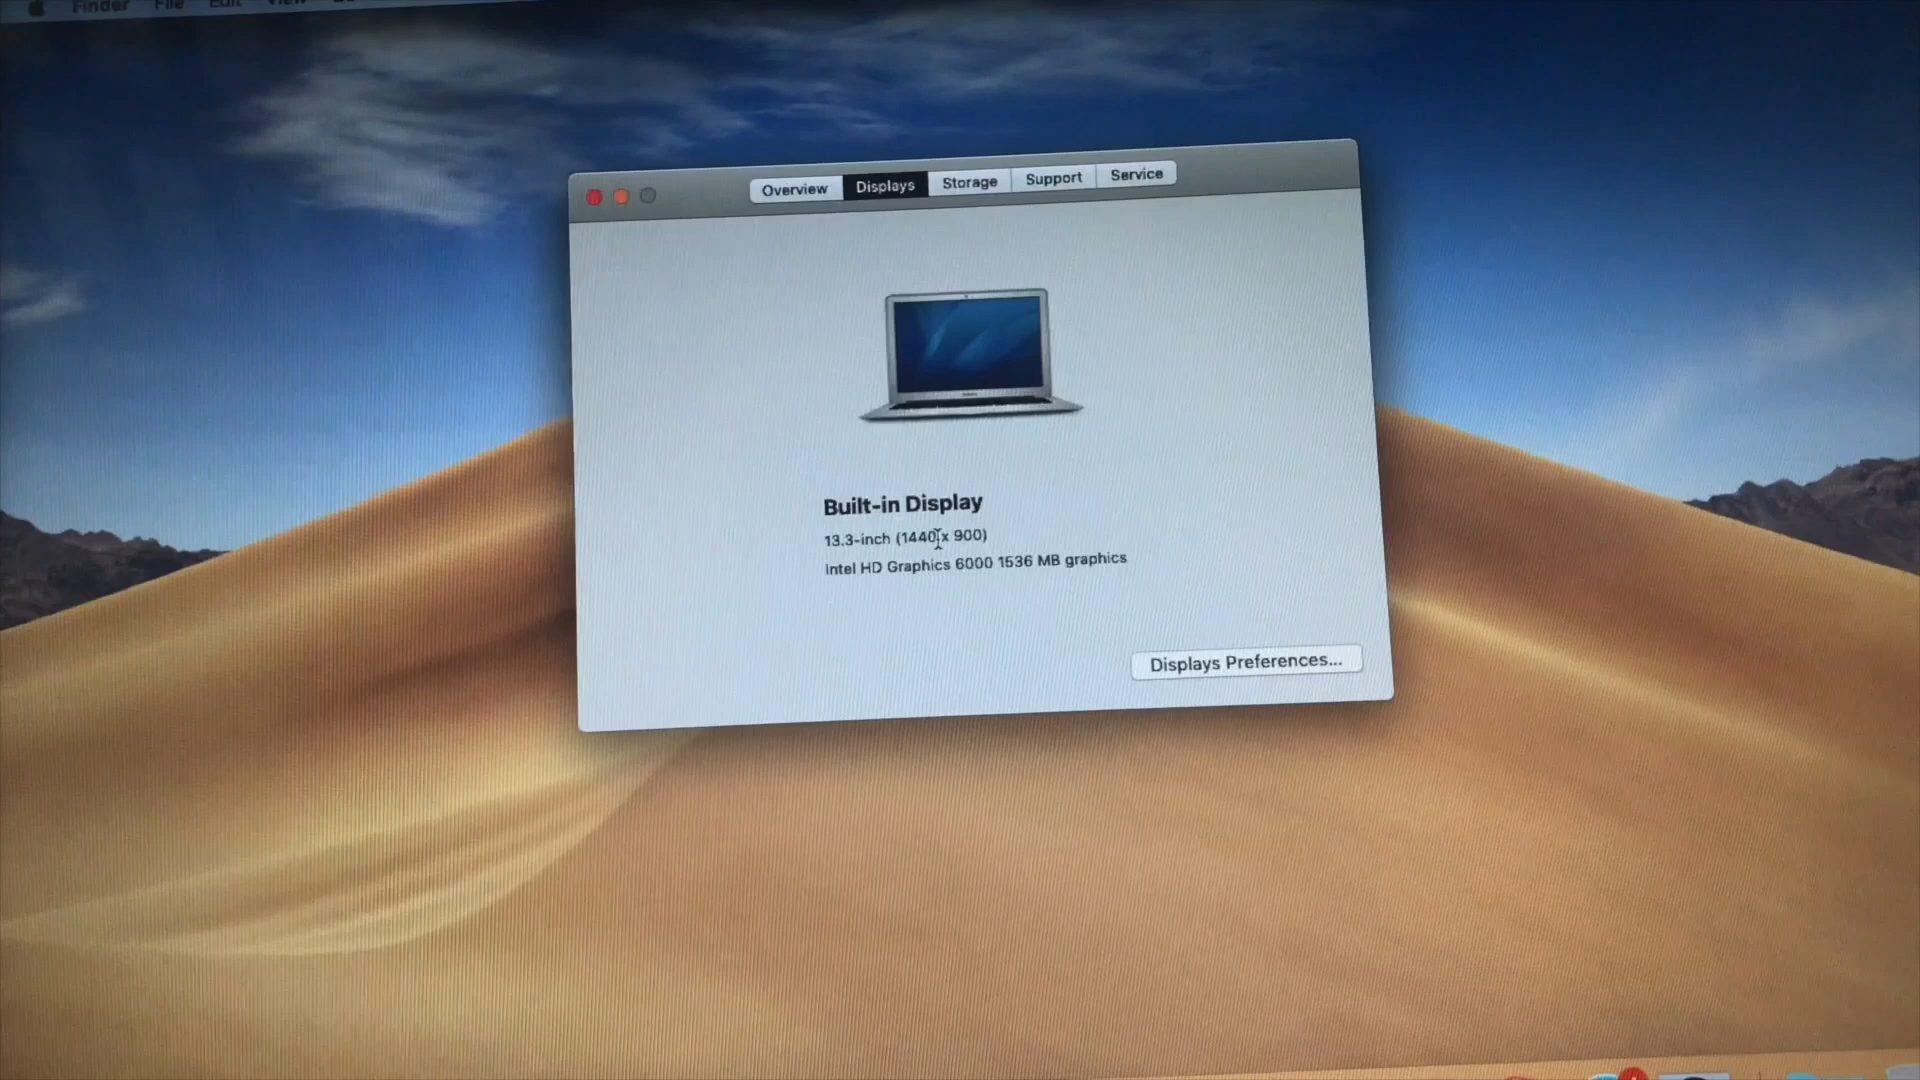 Finder File Edit View
Overview Displays Storage Support Service
Built-in Display
13.3-inch (1440 x 900)
Intel HD Graphics 6000 1536 MB graphics
Displays Preferences...